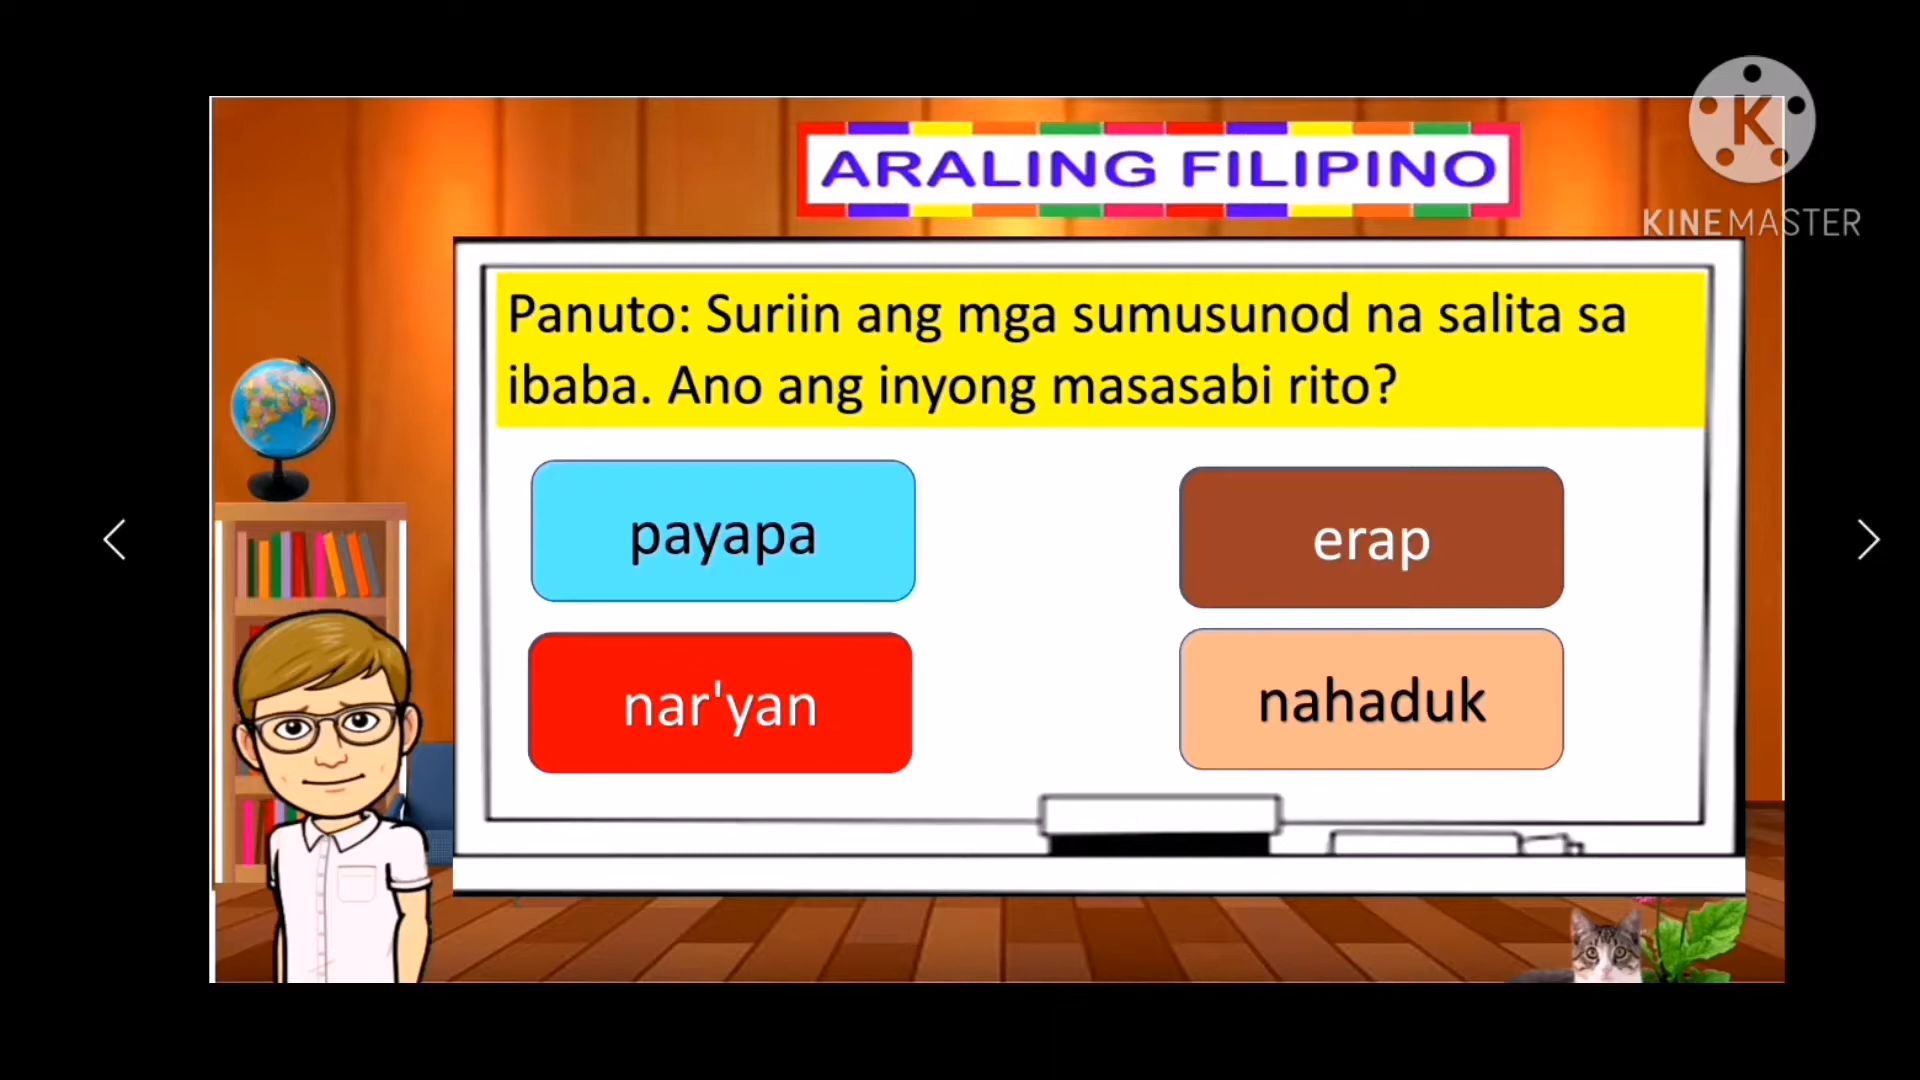 K
KINEMASTER
ARALING FILIPINO
Panuto: Suriin ang mga sumusunod na salita sa
ibaba. Ano ang inyong masasabi rito?
payapa
erap
nar'yan
nahaduk